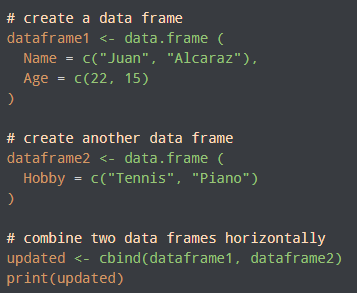 # create a data frame
dataframe1 <- data.frame (
  Name = c("Juan", "Alcaraz"),
  Age = c(22, 15)
)

# create another data frame
dataframe2 <- data.frame (
  Hobby = c("Tennis", "Piano")
)

# combine two data frames horizontally
updated <- cbind(dataframe1, dataframe2)
print(updated)